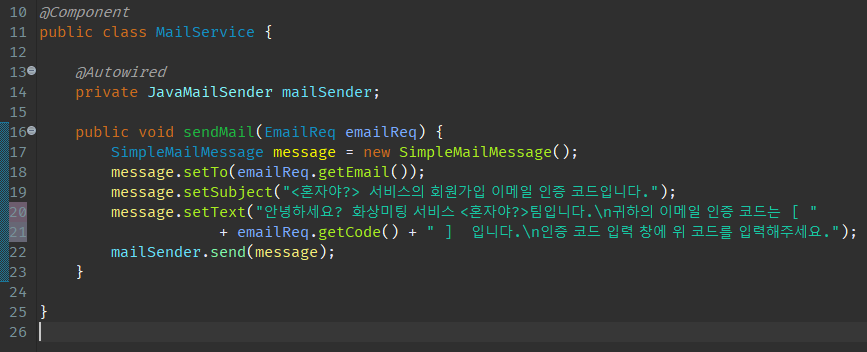 10 @Component
11 public class MailService {
12
13 @Autowired
14 private JavaMailSender mailSender;
15
16 public void sendMail(EmailReq emailReq) {
17 SimpleMailMessage message = new SimpleMailMessage();
18 message.setTo(emailReq.getEmail());
19 message.setSubject("<혼자야?> 서비스의 회원가입 이메일 인증 코드입니다.");
20 message.setText("안녕하세요? 화상미팅 서비스 <혼자야?>팀입니다.\n귀하의 이메일 인증 코드는 [ "
21 + emailReq.getCode() + " ]  입니다.\n인증 코드 입력 창에 위 코드를 입력해주세요.");
22 mailSender.send(message);
23 }
24
25 }
26